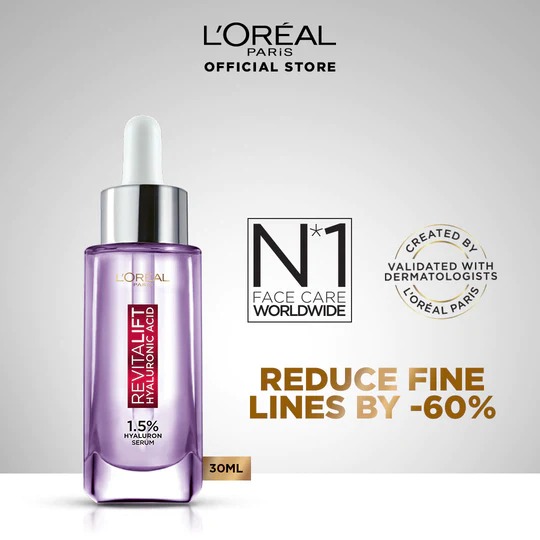 L'ORÉAL
PARIS
OFFICIAL STORE
N*1
FACE CARE
WORLDWIDE
CREATED BY
VALIDATED WITH
DERMATOLOGISTS
L'ORÉAL PARIS
L'ORÉAL
PARIS
REVITALIFT
HYALURONIC ACID
1.5%
HYALURON
SERUM
30ML
REDUCE FINE
LINES BY -60%